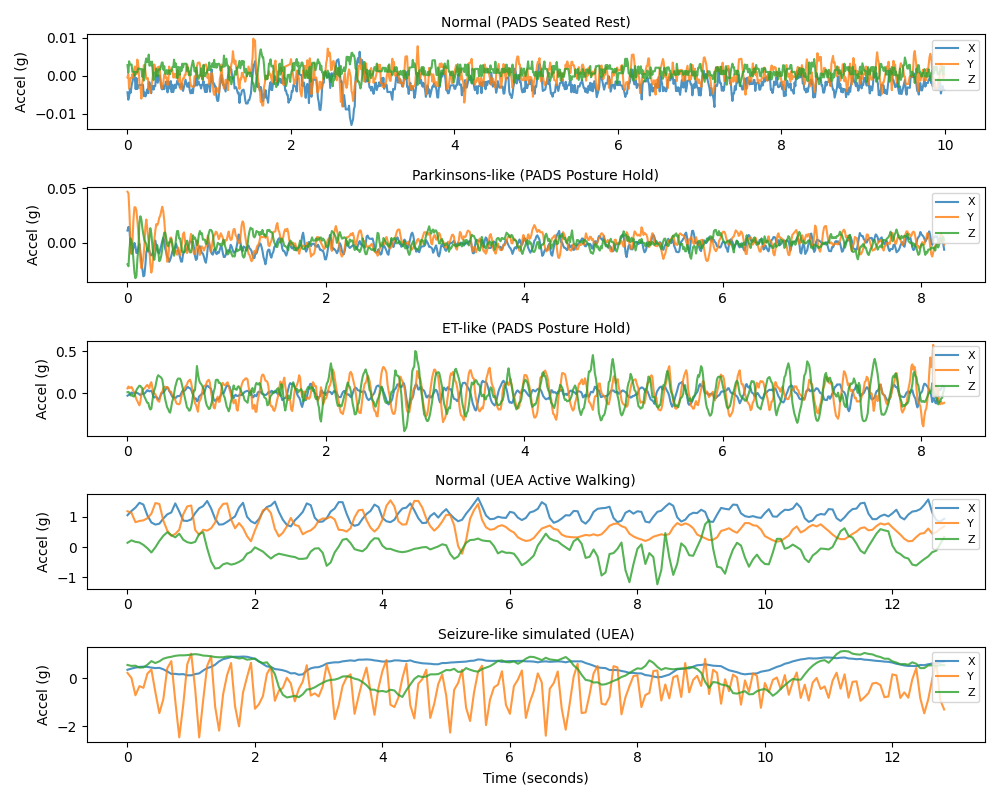 Normal (PADS Seated Rest)
Accel (g)
0.01
0.00
−0.01
X
Y
Z
0 2 4 6 8 10
Parkinsons-like (PADS Posture Hold)
Accel (g)
0.05
0.00
X
Y
Z
0 2 4 6 8
ET-like (PADS Posture Hold)
Accel (g)
0.5
0.0
X
Y
Z
0 2 4 6 8
Normal (UEA Active Walking)
Accel (g)
1
0
−1
X
Y
Z
0 2 4 6 8 10 12
Seizure-like simulated (UEA)
Accel (g)
0
−2
X
Y
Z
0 2 4 6 8 10 12
Time (seconds)